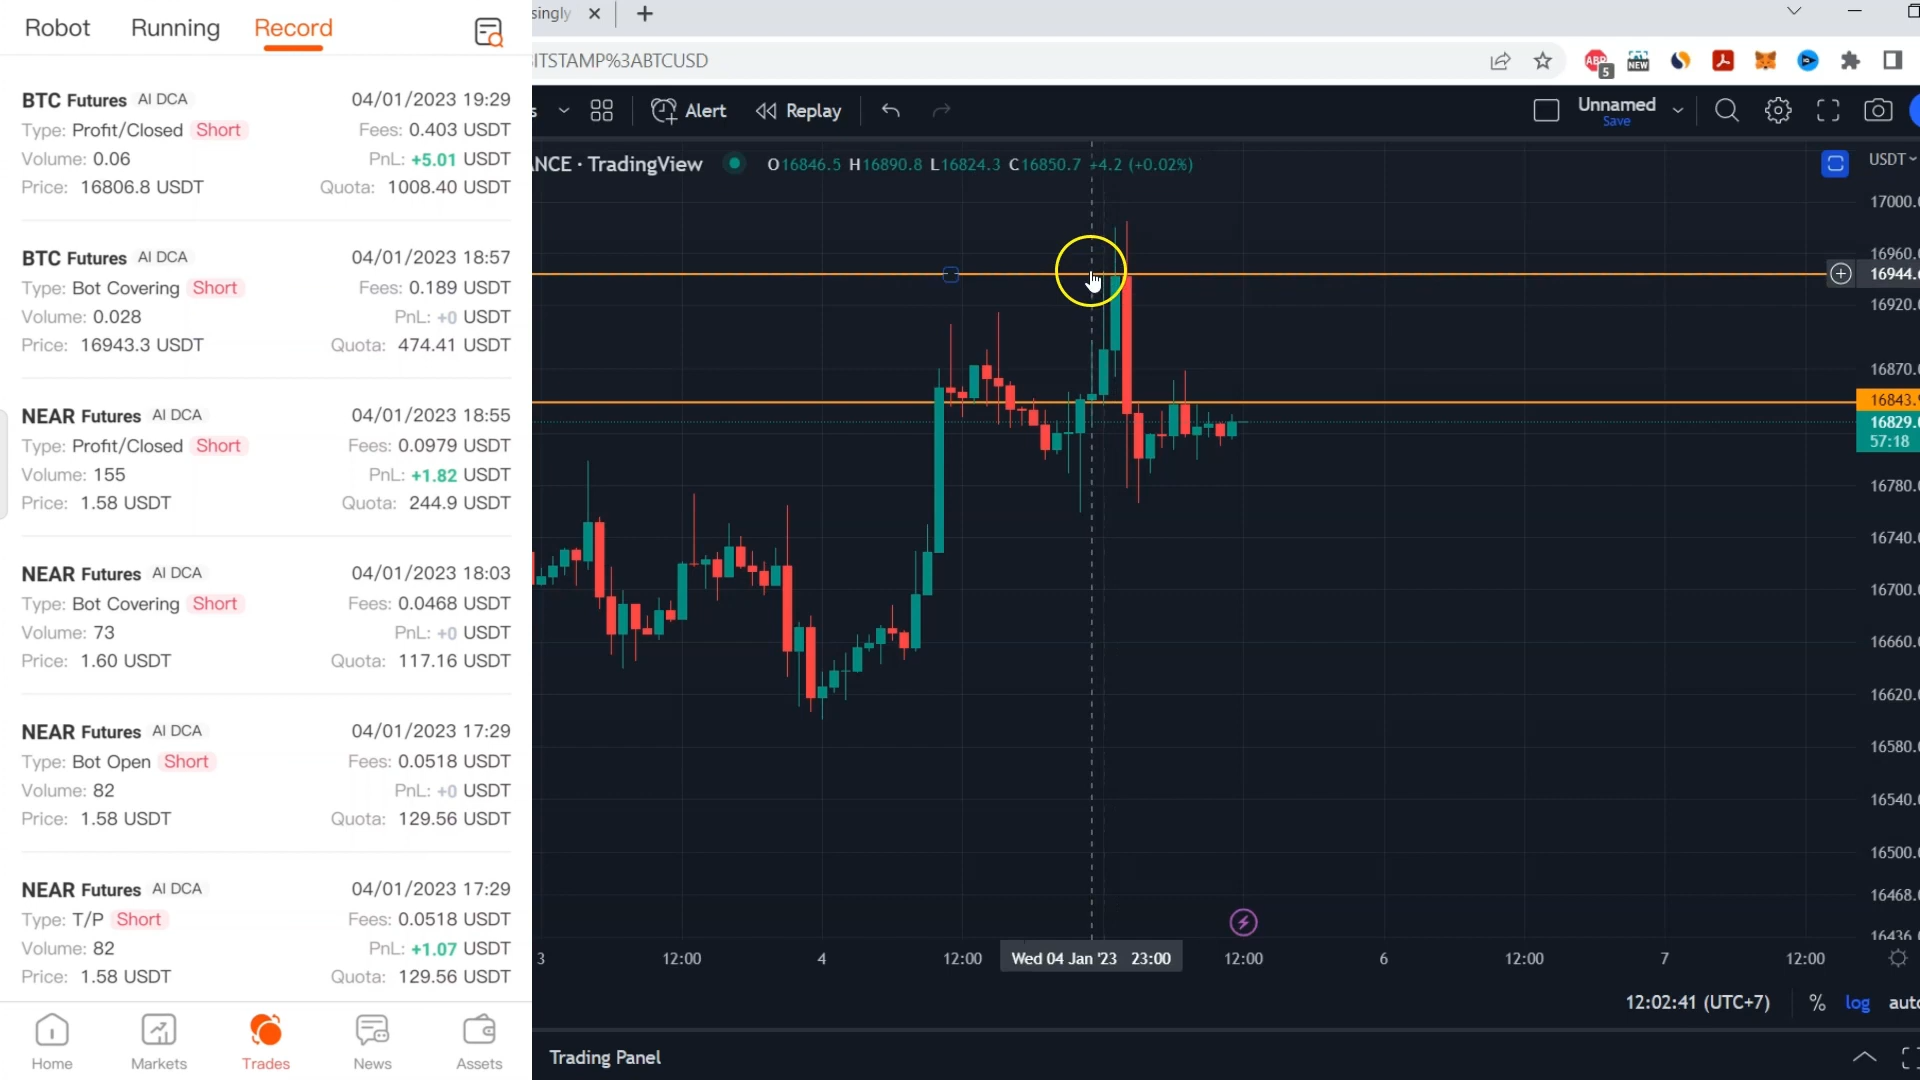 Robot Running Record
BTC Futures AI DCA 04/01/2023 19:29
Type: Profit/Closed Short Fees: 0.403 USDT
Volume: 0.06 PnL: +5.01 USDT
Price: 16806.8 USDT Quota: 1008.40 USDT
BTC Futures AI DCA 04/01/2023 18:57
Type: Bot Covering Short Fees: 0.189 USDT
Volume: 0.028 PnL: +0 USDT
Price: 16943.3 USDT Quota: 474.41 USDT
NEAR Futures AI DCA 04/01/2023 18:55
Type: Profit/Closed Short Fees: 0.0979 USDT
Volume: 155 PnL: +1.82 USDT
Price: 1.58 USDT Quota: 244.9 USDT
NEAR Futures AI DCA 04/01/2023 18:03
Type: Bot Covering Short Fees: 0.0468 USDT
Volume: 73 PnL: +0 USDT
Price: 1.60 USDT Quota: 117.16 USDT
NEAR Futures AI DCA 04/01/2023 17:29
Type: Bot Open Short Fees: 0.0518 USDT
Volume: 82 PnL: +0 USDT
Price: 1.58 USDT Quota: 129.56 USDT
NEAR Futures AI DCA 04/01/2023 17:29
Type: T/P Short Fees: 0.0518 USDT
Volume: 82 PnL: +1.07 USDT
Price: 1.58 USDT Quota: 129.56 USDT
Home Markets Trades News Assets
singly
ITSTAMP%3ABTCUSD
ABP
5
NEW
s Alert Replay Unnamed
Save
NCE · TradingView O16846.5 H16890.8 L16824.3 C16850.7 +4.2 (+0.02%)
USDT
17000.
16960.
16944.
16920.
16870.
16843.
16829.
57:18
16780.
16740.
16700.
16660.
16620.
16580.
16540.
16500.
16468.
16436
3 12:00 4 12:00 Wed 04 Jan '23 23:00 12:00 6 12:00 7 12:00
12:02:41 (UTC+7) % log auto
Trading Panel